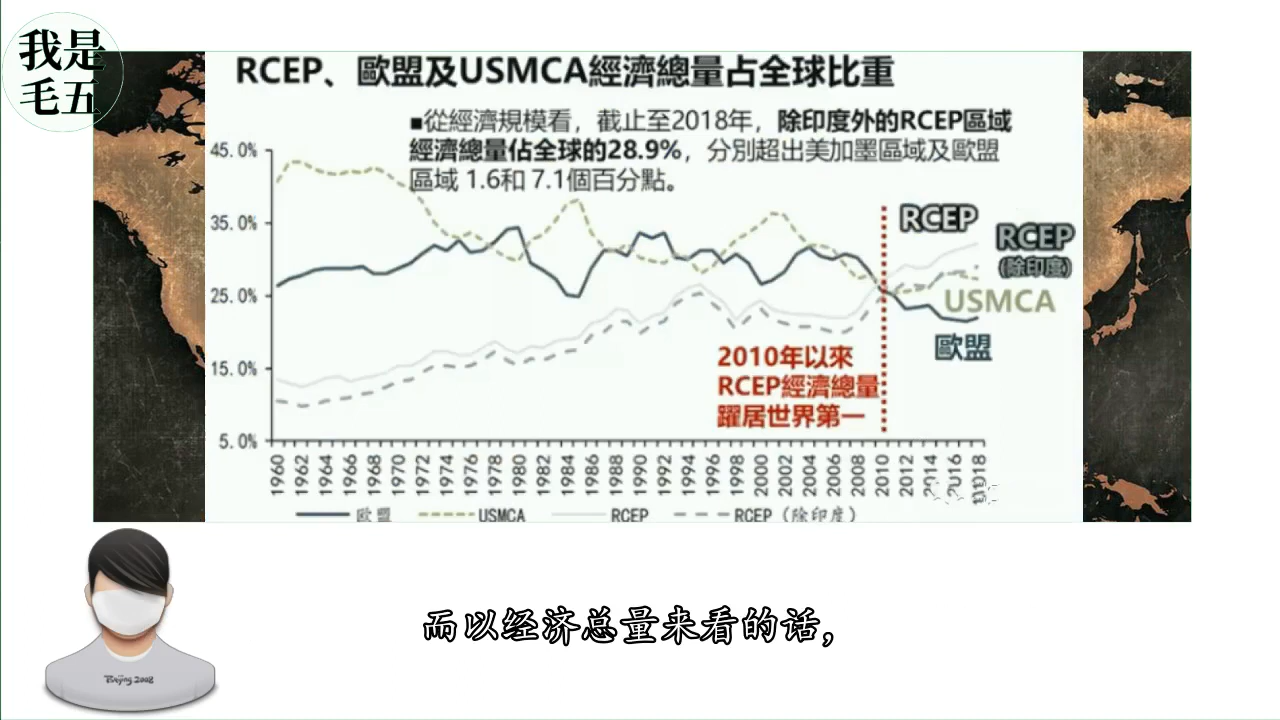 我是
毛五
RCEP、歐盟及USMCA經濟總量占全球比重
■從經濟規模看，截止至2018年，除印度外的RCEP區域
經濟總量佔全球的28.9%，分別超出美加墨區域及歐盟
區域 1.6和 7.1個百分點。
45.0%
35.0%
25.0%
15.0%
5.0%
RCEP
RCEP
(除印度)
USMCA
歐盟
2010年以來
RCEP經濟總量
躍居世界第一
1960 1962 1964 1966 1968 1970 1972 1974 1976 1978 1980 1982 1984 1986 1988 1990 1992 1994 1996 1998 2000 2002 2004 2006 2008 2010 2012 2014 2016 2018
歐盟 USMCA RCEP RCEP（除印度）
Beijing 2008
而以经济总量来看的话，